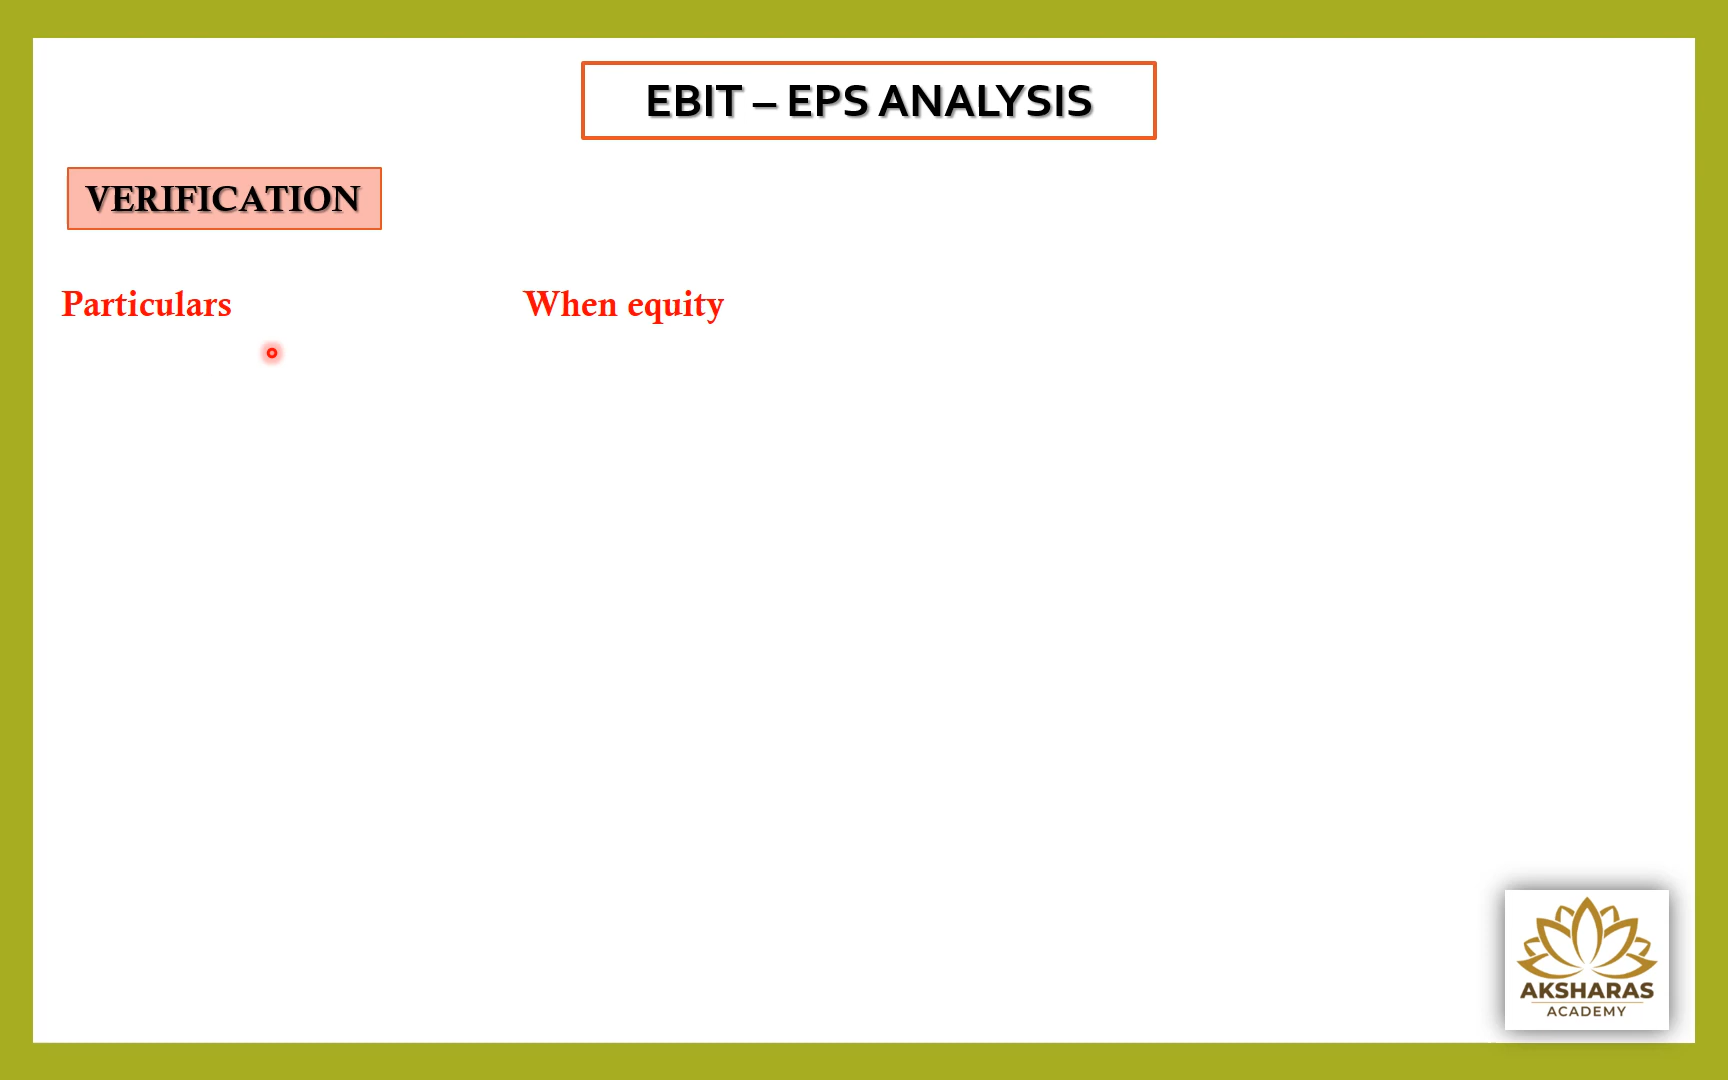 EBIT – EPS ANALYSIS
VERIFICATION
Particulars When equity
AKSHARAS
ACADEMY